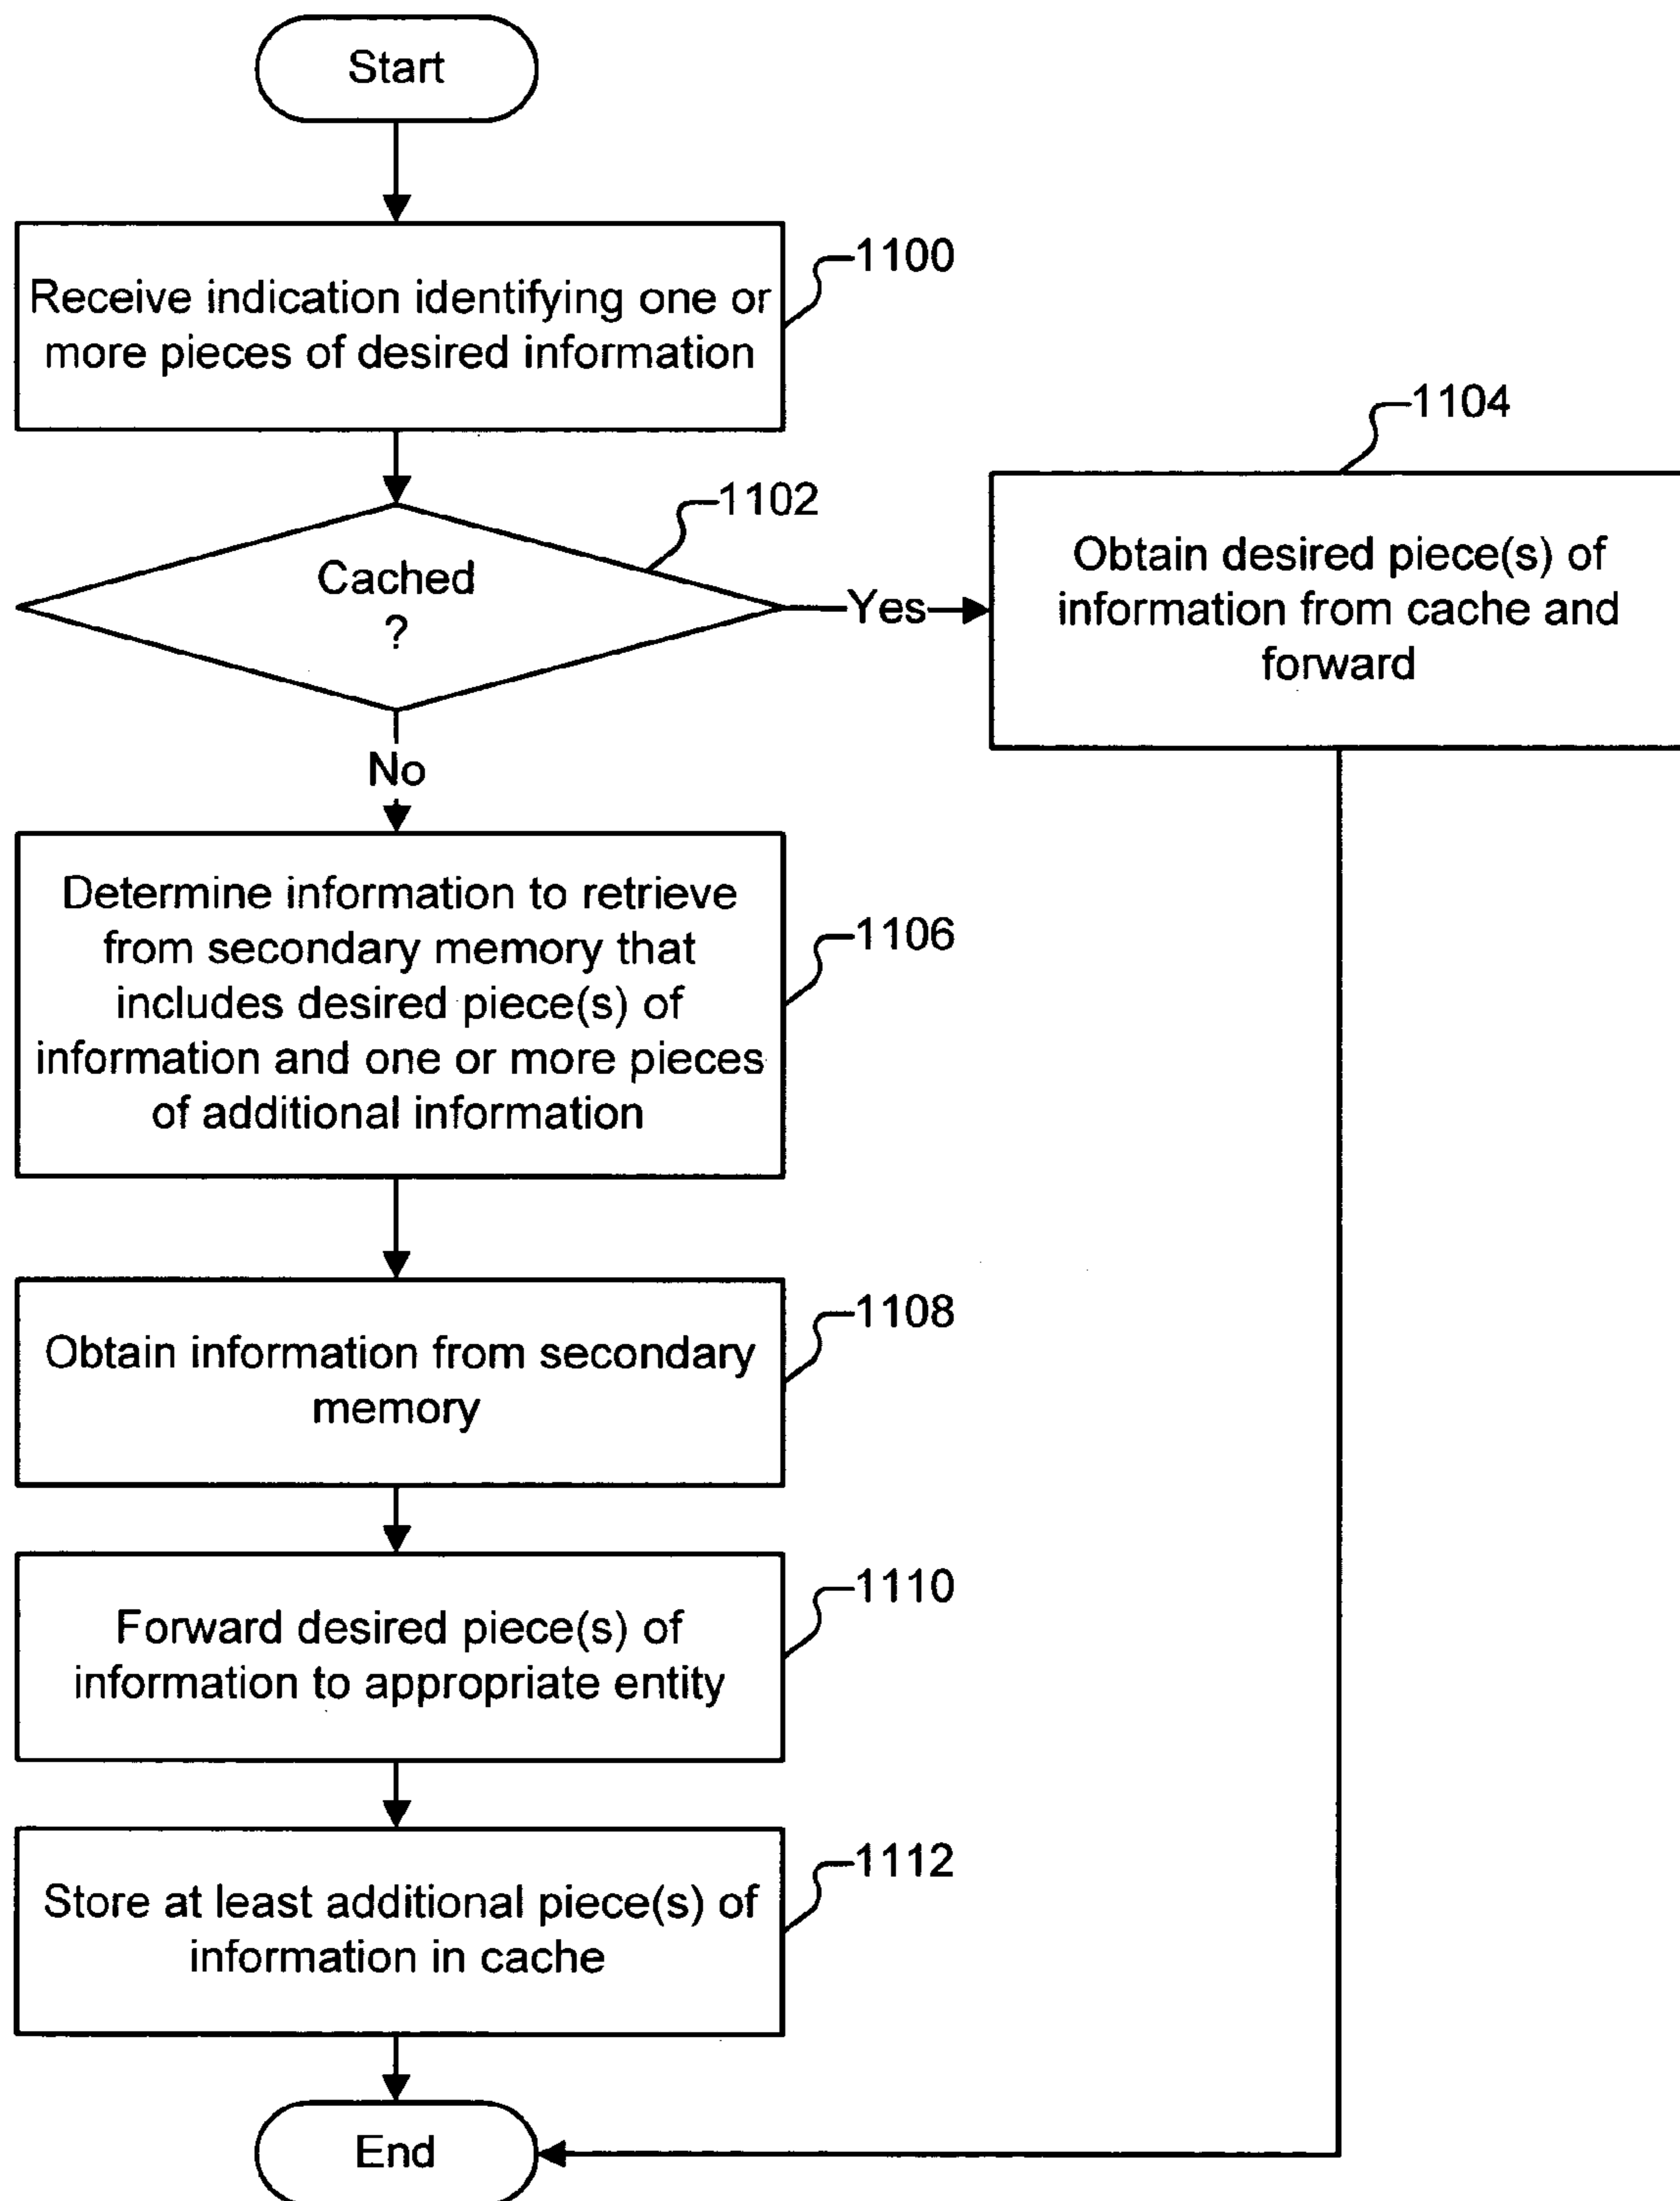 Start
Receive indication identifying one or
more pieces of desired information
1100
Cached
?
1102
Yes
Obtain desired piece(s) of
information from cache and
forward
1104
No
Determine information to retrieve
from secondary memory that
includes desired piece(s) of
information and one or more pieces
of additional information
1106
Obtain information from secondary
memory
1108
Forward desired piece(s) of
information to appropriate entity
1110
Store at least additional piece(s) of
information in cache
1112
End